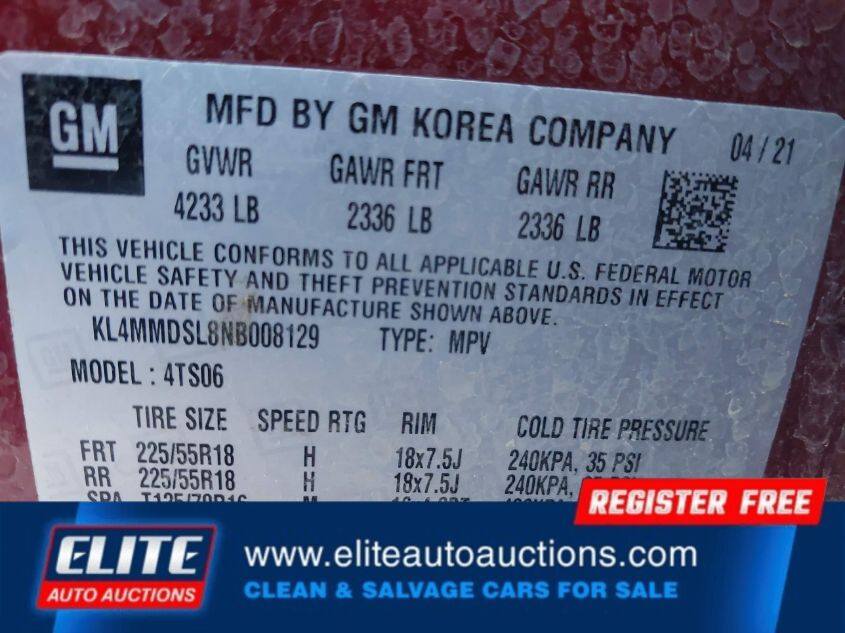 GM
MFD BY GM KOREA COMPANY 04/21
GVWR GAWR FRT GAWR RR
4233 LB 2336 LB 2336 LB
THIS VEHICLE CONFORMS TO ALL APPLICABLE U.S. FEDERAL MOTOR
VEHICLE SAFETY AND THEFT PREVENTION STANDARDS IN EFFECT
ON THE DATE OF MANUFACTURE SHOWN ABOVE.
KL4MMDSL8NB008129 TYPE: MPV
MODEL : 4TS06
TIRE SIZE SPEED RTG RIM COLD TIRE PRESSURE
FRT 225/55R18 H 18x7.5J 240KPA, 35 PSI
RR 225/55R18 H 18x7.5J 240KPA,
SPA
REGISTER FREE
ELITE
AUTO AUCTIONS
www.eliteautoauctions.com
CLEAN & SALVAGE CARS FOR SALE